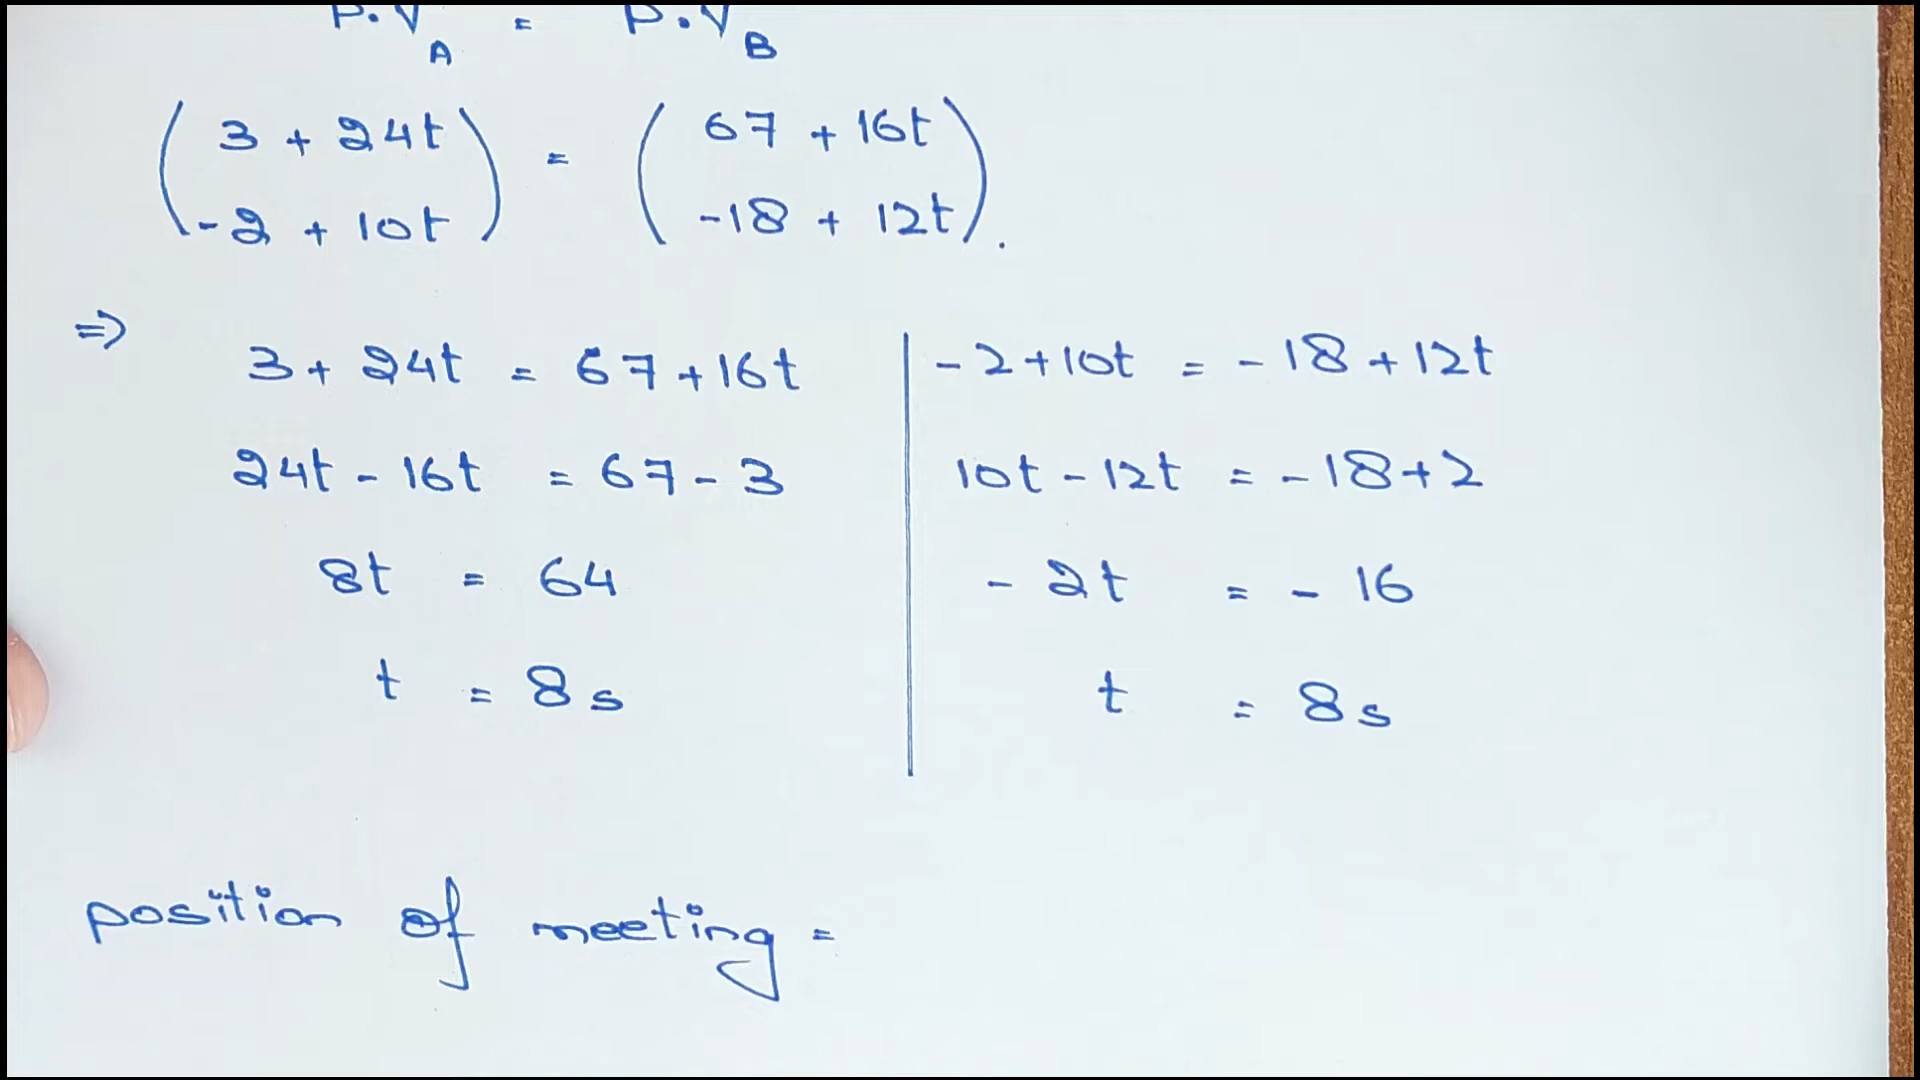 P.V_A = P.V_B
( 3 + 24t ) = ( 67 + 16t )
( -2 + 10t ) ( -18 + 12t ).
⇒
3 + 24t = 67 + 16t
24t - 16t = 67 - 3
8t = 64
t = 8s
-2 + 10t = -18 + 12t
10t - 12t = -18 + 2
-2t = -16
t = 8s
position of meeting =